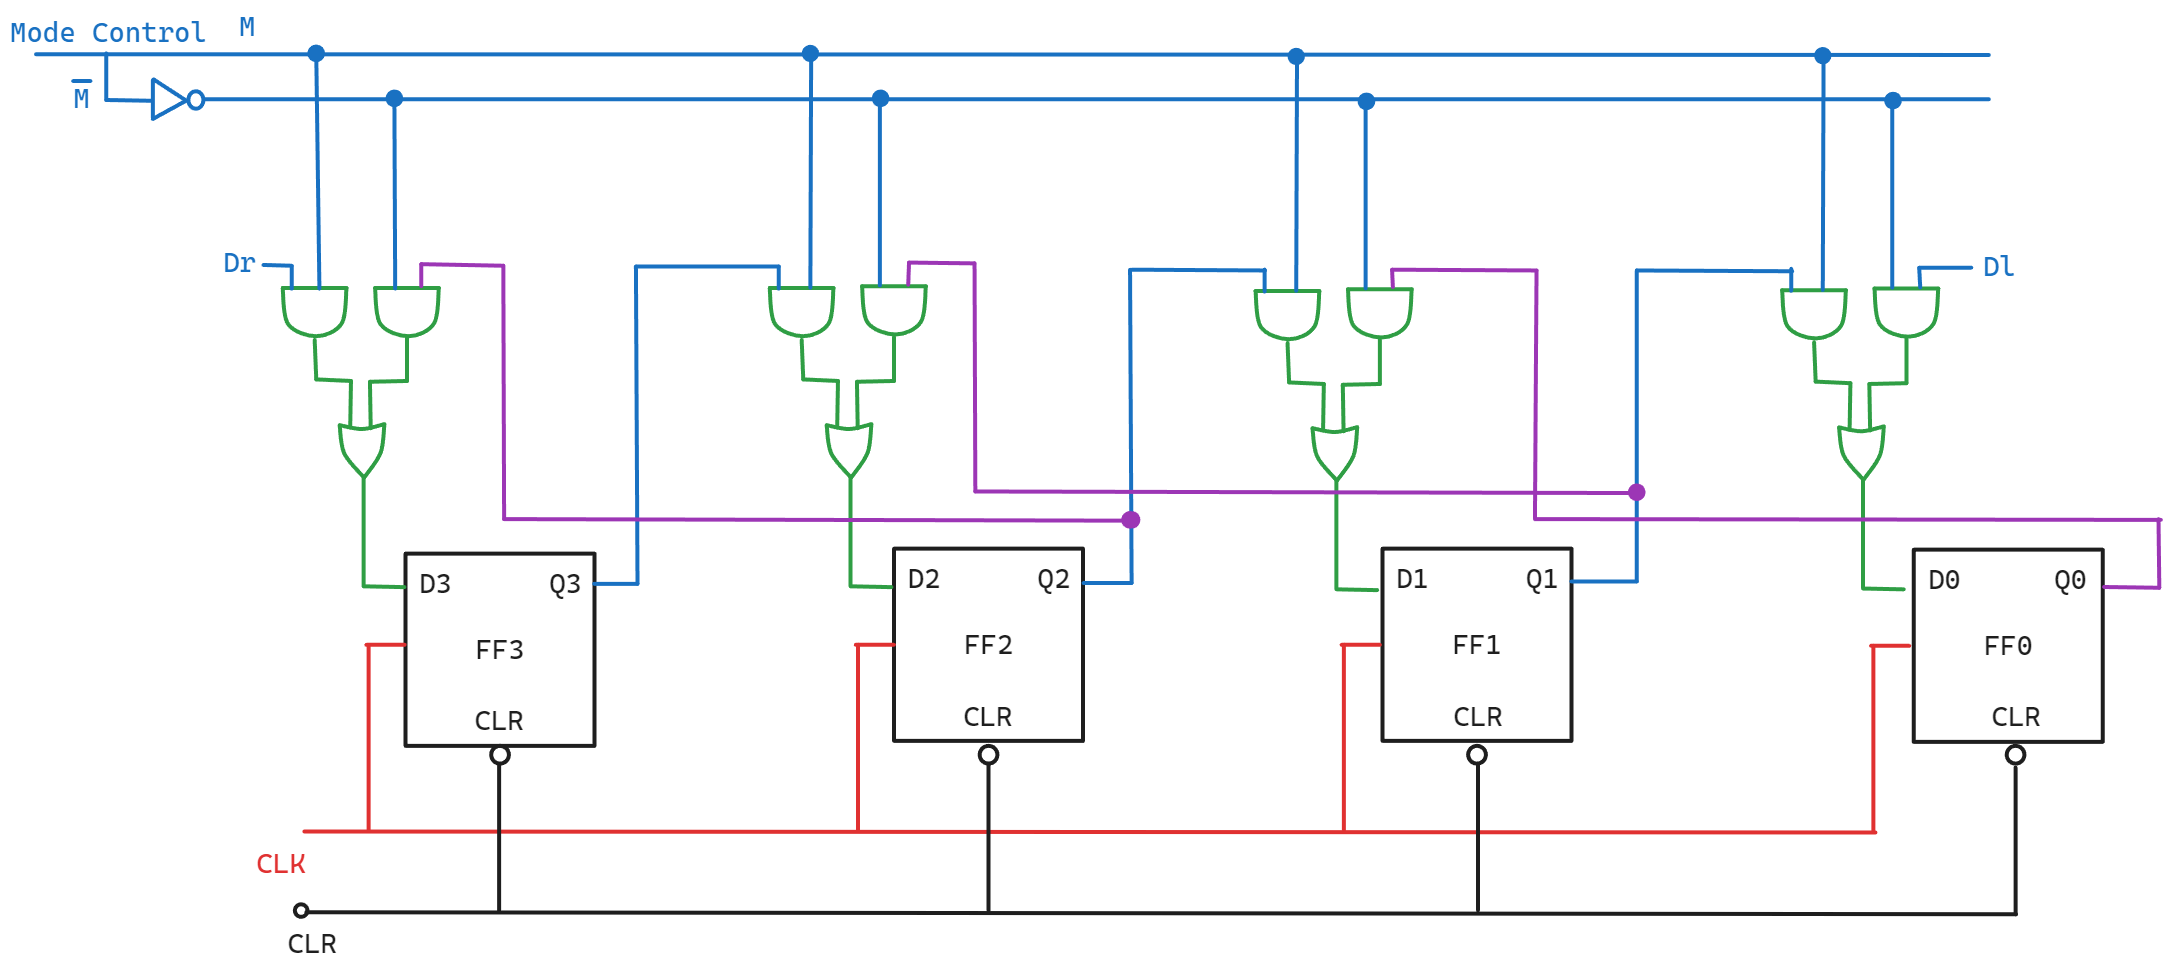 Mode Control M
M̅
Dr
Dl
D3 Q3
D2 Q2
D1 Q1
D0 Q0
FF3
FF2
FF1
FF0
CLR
CLR
CLR
CLR
CLK
CLR